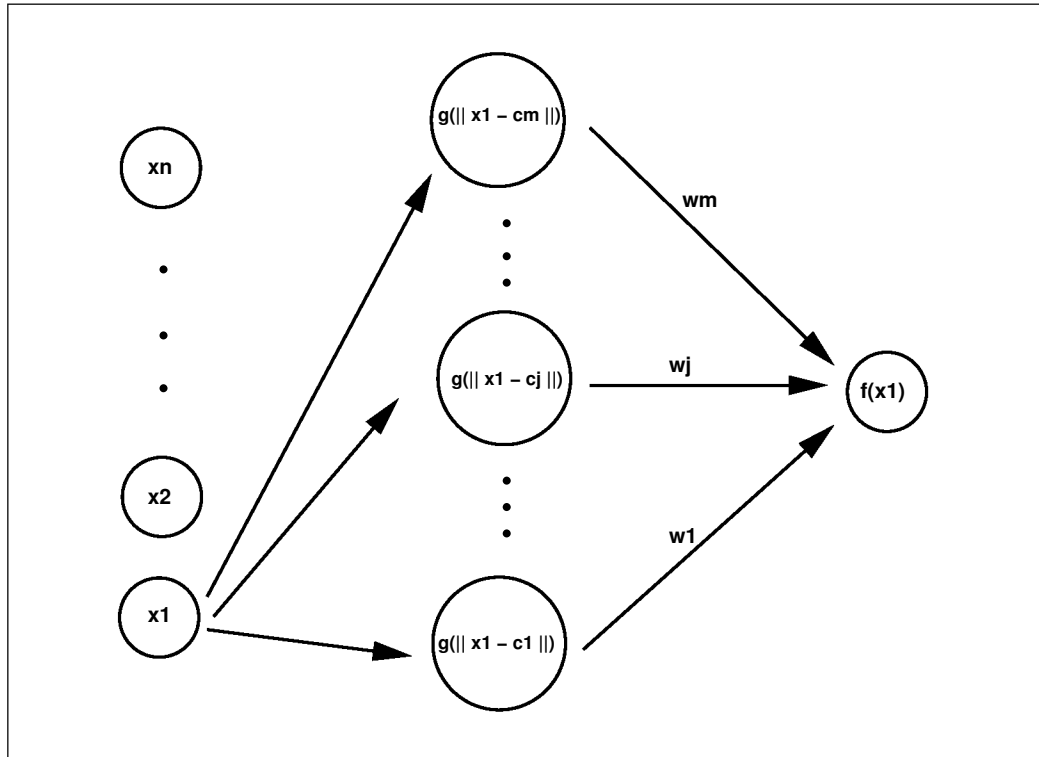 g(|| x1 – cm ||)
xn
wm
g(|| x1 – cj ||)
wj
f(x1)
x2
w1
x1
g(|| x1 – c1 ||)